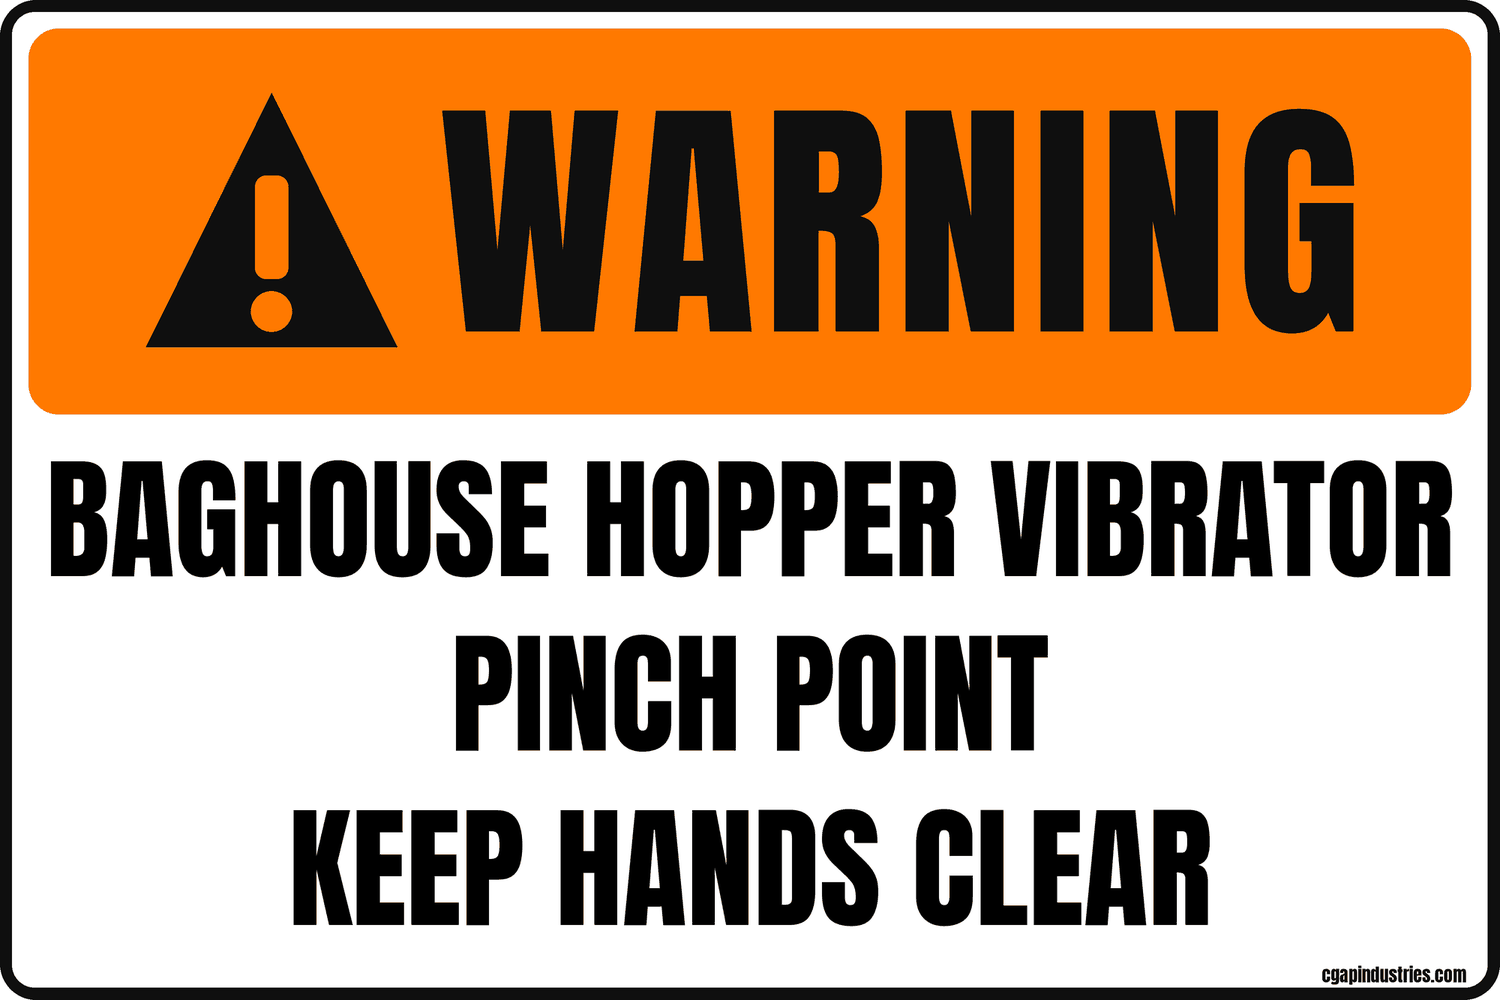 WARNING
BAGHOUSE HOPPER VIBRATOR
PINCH POINT
KEEP HANDS CLEAR
cgapindustries.com